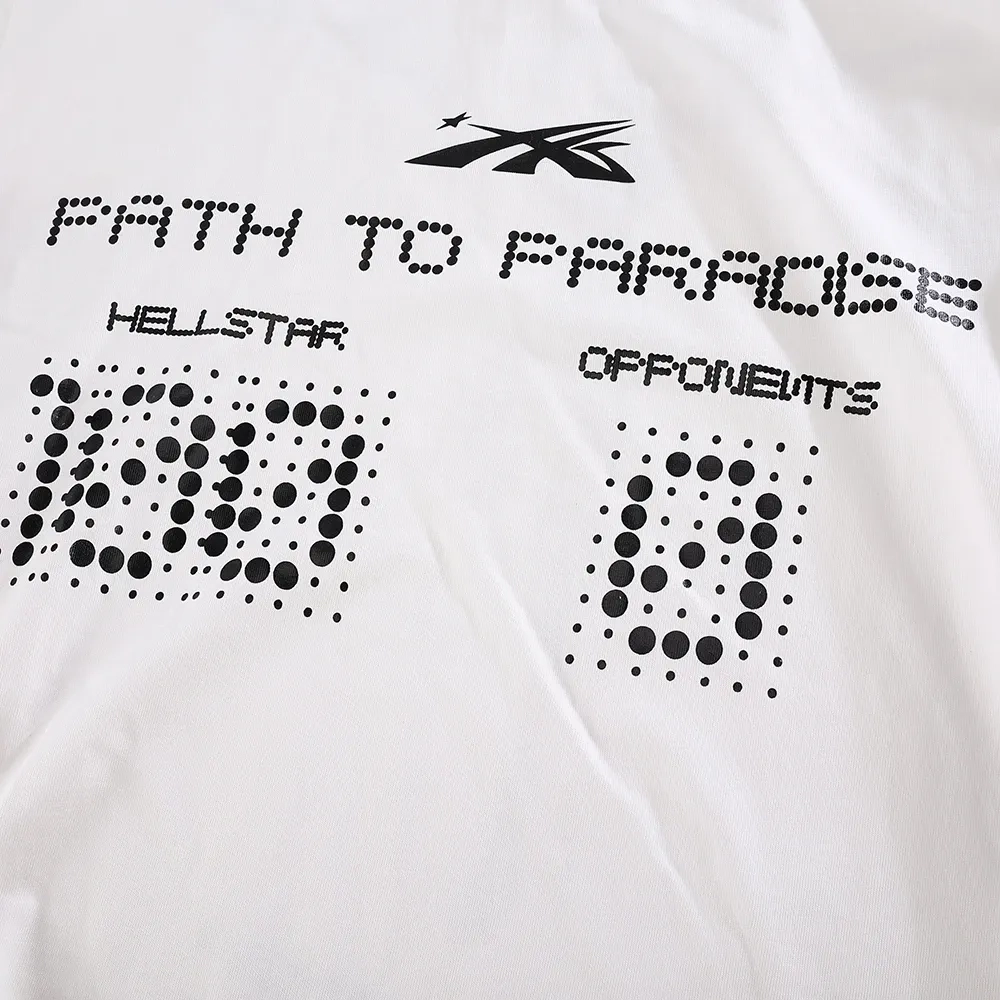 PATH TO PARADISE
HELLSTAR
OPPONENTS
100
0